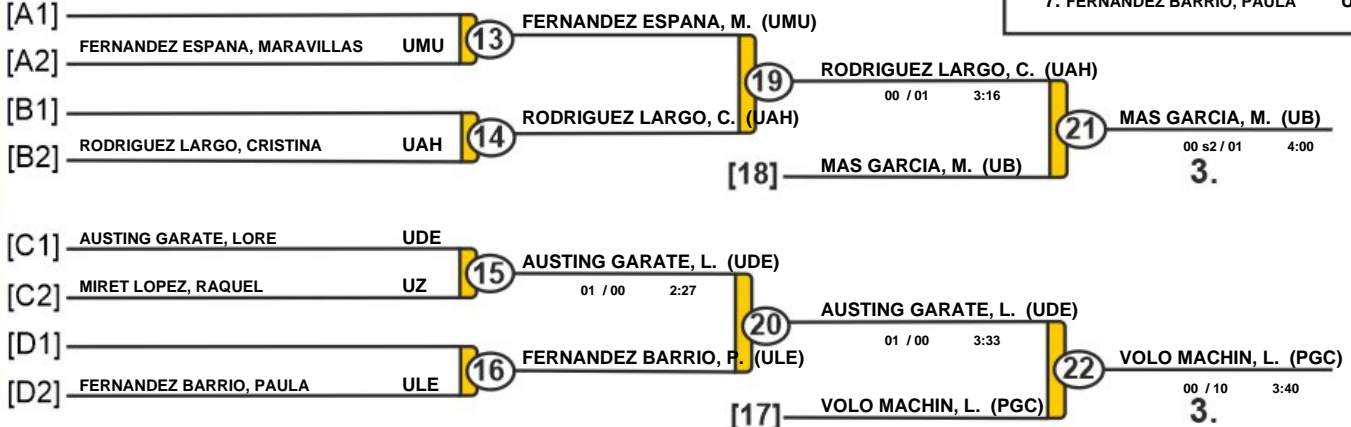 [A1]
FERNANDEZ ESPANA, MARAVILLAS UMU
[A2]
13
FERNANDEZ ESPANA, M. (UMU)
7. FERNANDEZ BARRIO, PAULA
[B1]
RODRIGUEZ LARGO, CRISTINA UAH
[B2]
14
RODRIGUEZ LARGO, C. (UAH)
19
RODRIGUEZ LARGO, C. (UAH)
00 / 01 3:16
[18] MAS GARCIA, M. (UB)
21
MAS GARCIA, M. (UB)
00 s2 / 01 4:00
3.
[C1] AUSTING GARATE, LORE UDE
[C2] MIRET LOPEZ, RAQUEL UZ
15
AUSTING GARATE, L. (UDE)
01 / 00 2:27
[D1]
FERNANDEZ BARRIO, PAULA ULE
[D2]
16
FERNANDEZ BARRIO, P. (ULE)
20
AUSTING GARATE, L. (UDE)
01 / 00 3:33
[17] VOLO MACHIN, L. (PGC)
22
VOLO MACHIN, L. (PGC)
00 / 10 3:40
3.